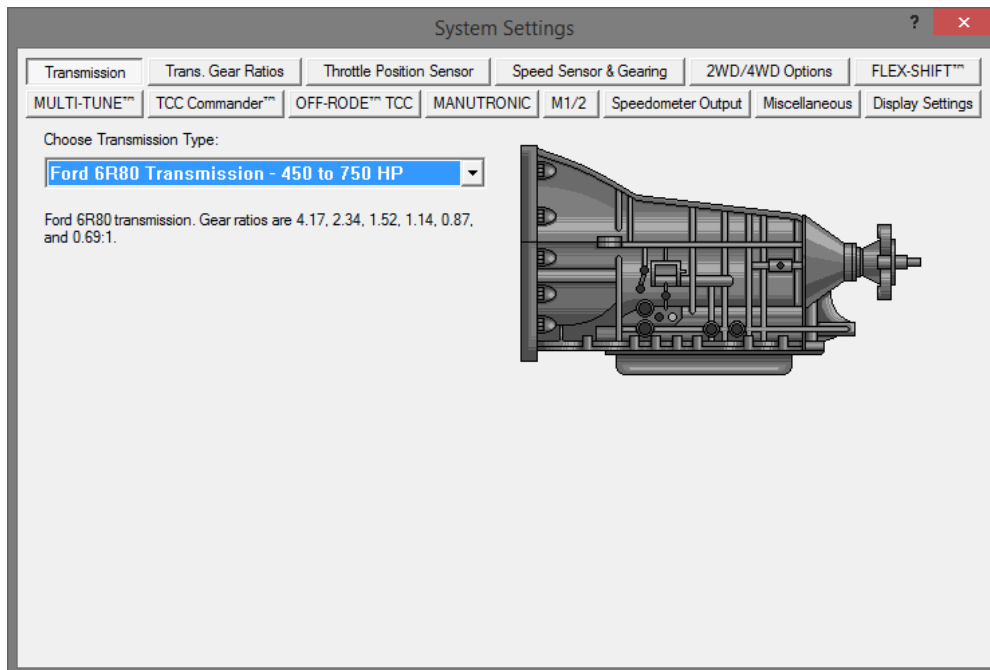 System Settings
?
×
Transmission
Trans. Gear Ratios
Throttle Position Sensor
Speed Sensor & Gearing
2WD/4WD Options
FLEX-SHIFT™
MULTI-TUNE™
TCC Commander™
OFF-RODE™ TCC
MANUTRONIC
M1/2
Speedometer Output
Miscellaneous
Display Settings
Choose Transmission Type:
Ford 6R80 Transmission - 450 to 750 HP
Ford 6R80 transmission. Gear ratios are 4.17, 2.34, 1.52, 1.14, 0.87,
and 0.69:1.